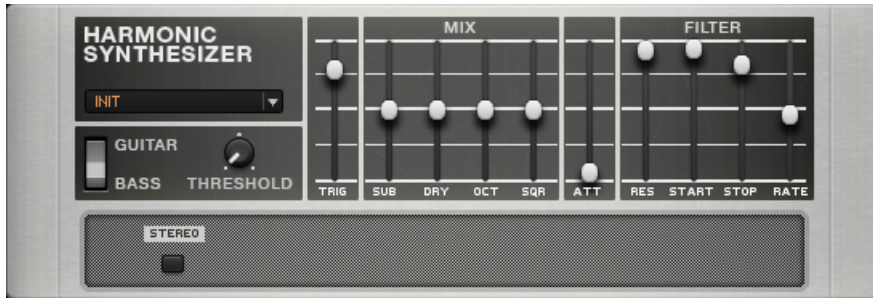 HARMONIC
SYNTHESIZER
INIT
GUITAR
BASS
THRESHOLD
TRIG
MIX
SUB DRY OCT SQR
ATT
FILTER
RES START STOP RATE
STEREO